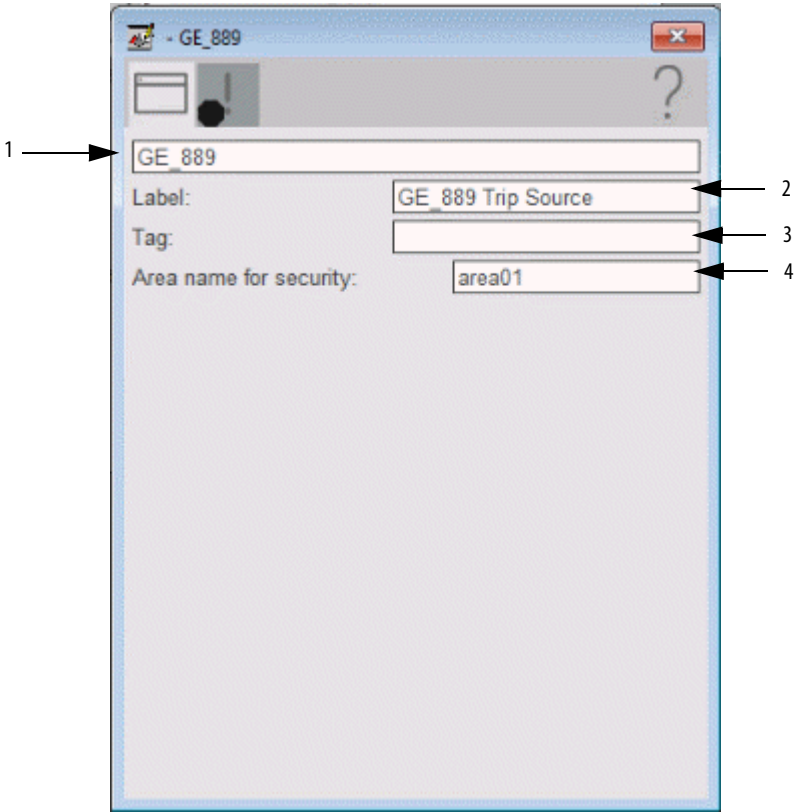 - GE_889
?
1
GE_889
Label:
GE_889 Trip Source
2
Tag:
3
Area name for security:
area01
4